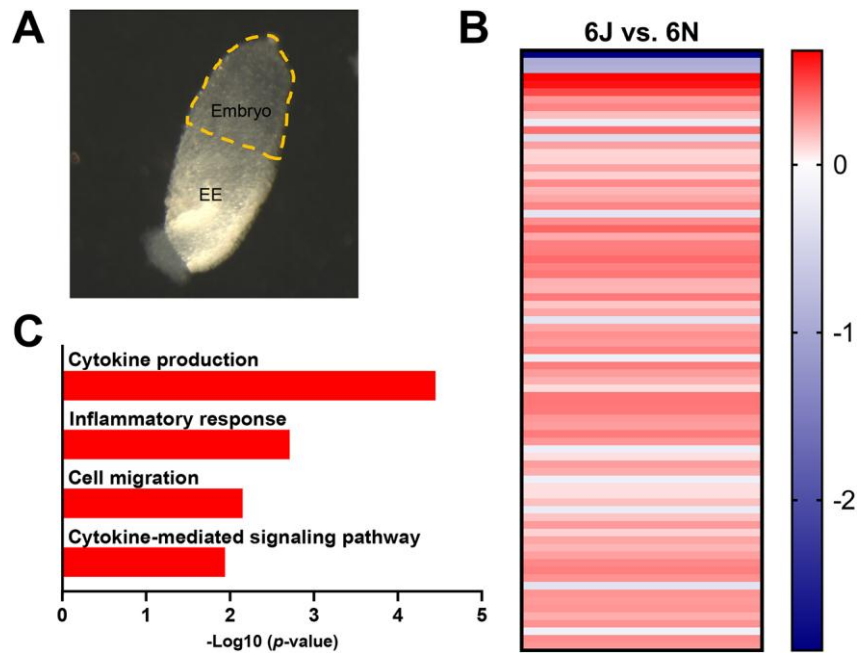 A
Embryo
EE
B
6J vs. 6N
0
-1
-2
C
Cytokine production
Inflammatory response
Cell migration
Cytokine-mediated signaling pathway
0 1 2 3 4 5
-Log10 (p-value)